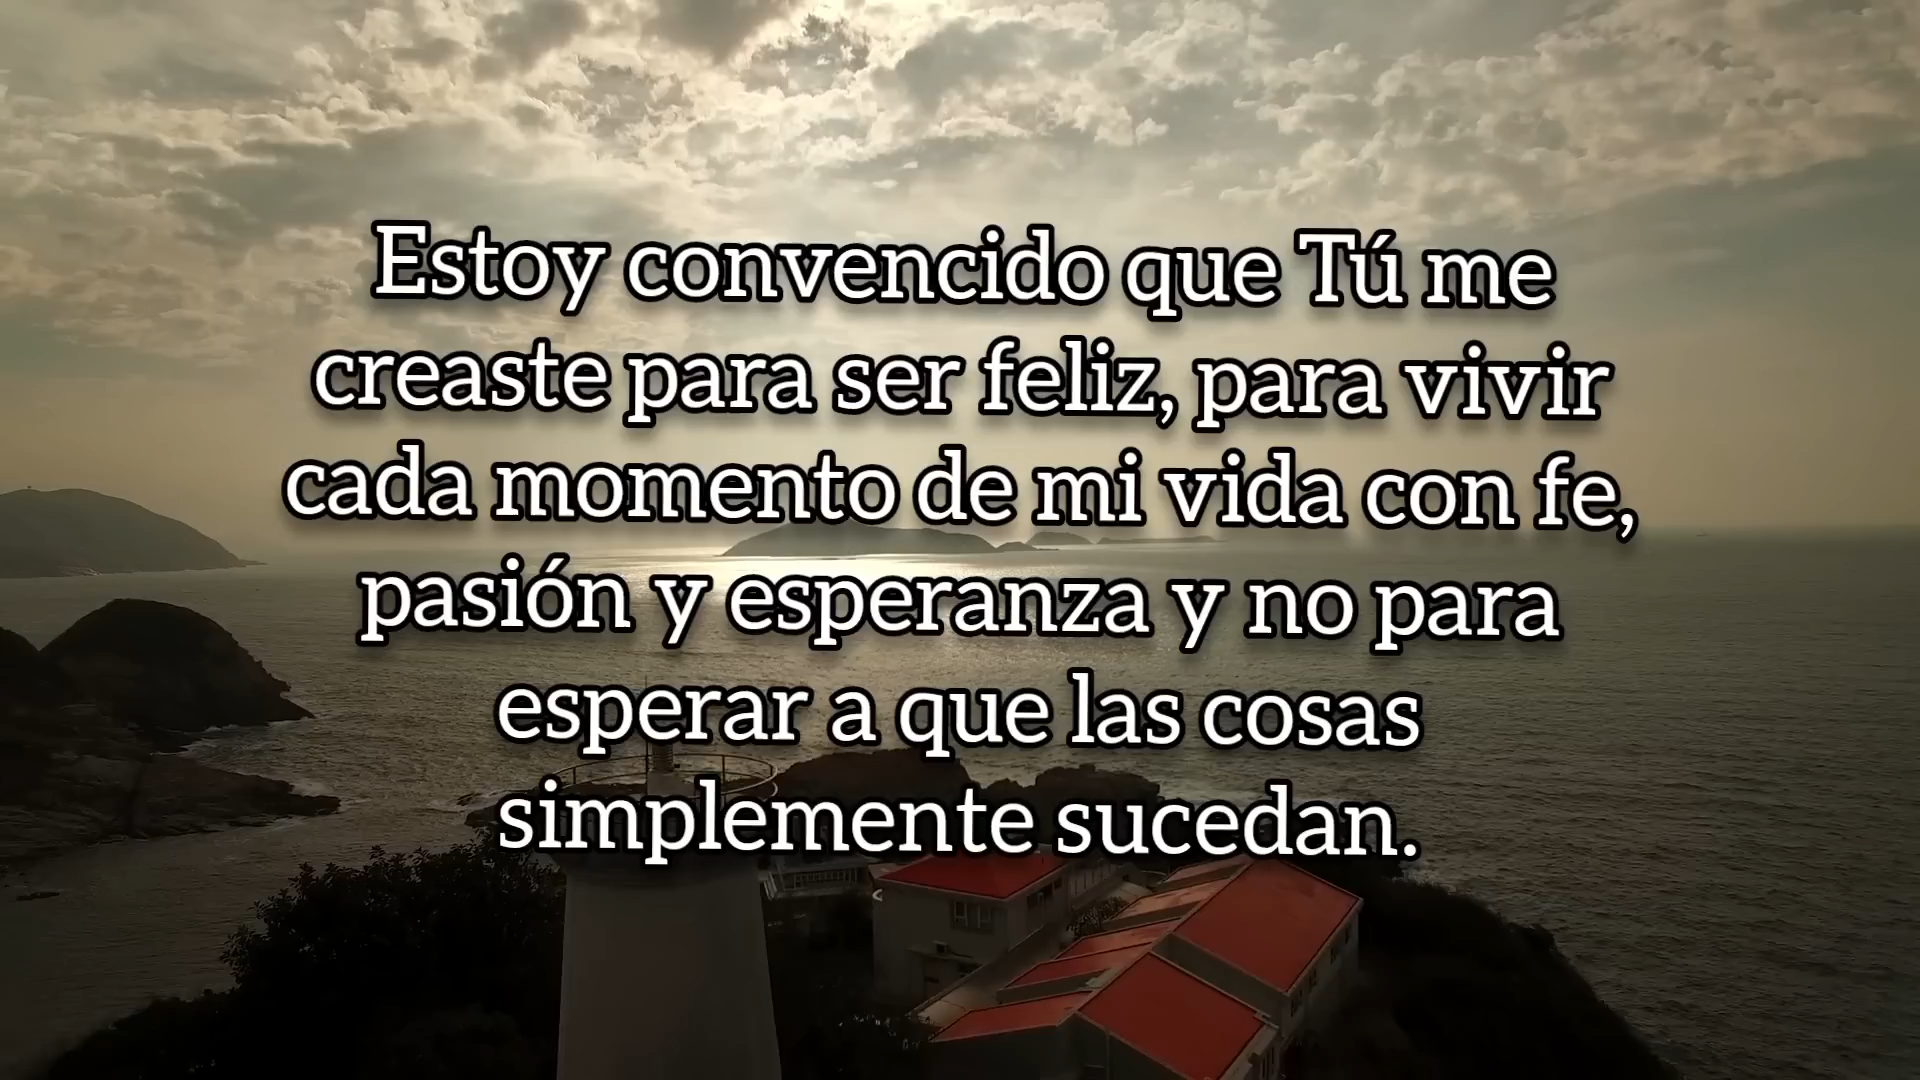 Estoy convencido que Tú me
creaste para ser feliz, para vivir
cada momento de mi vida con fe,
pasión y esperanza y no para
esperar a que las cosas
simplemente sucedan.